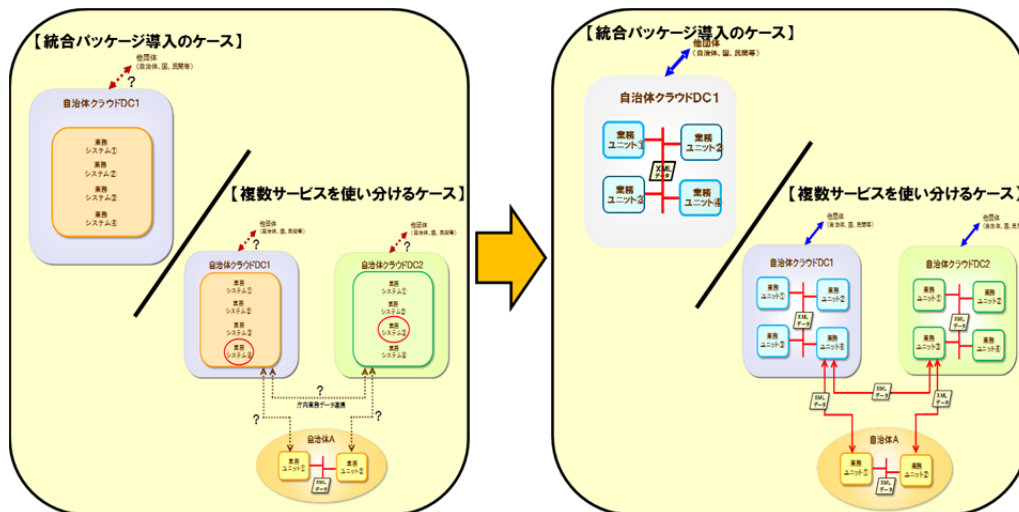 【統合パッケージ導入のケース】
他団体
(自治体、国、民間等)
?
自治体クラウドDC1
業務
システム①
業務
システム②
業務
システム③
業務
システム④
【複数サービスを使い分けるケース】
他団体
(自治体、国、民間等)
?
自治体クラウドDC1
業務
システム①
業務
システム②
業務
システム③
業務
システム④
他団体
(自治体、国、民間等)
?
自治体クラウドDC2
業務
システム①
業務
システム②
業務
システム③
業務
システム④
?
庁内業務データ連携
?
?
自治体A
業務
ユニット①
業務
ユニット②
XML
データ
【統合パッケージ導入のケース】
他団体
(自治体、国、民間等)
自治体クラウドDC1
業務
ユニット①
業務
ユニット②
XML
データ
業務
ユニット③
業務
ユニット④
【複数サービスを使い分けるケース】
他団体
(自治体、国、民間等)
自治体クラウドDC1
業務
ユニット①
業務
ユニット②
XML
データ
業務
ユニット③
業務
ユニット④
他団体
(自治体、国、民
自治体クラウドDC2
業務
ユニット①
業務
ユニット②
XML
データ
業務
ユニット③
業務
ユニット④
XML
データ
XML
データ
XML
データ
自治体A
業務
ユニット①
業務
ユニット②
XML
データ